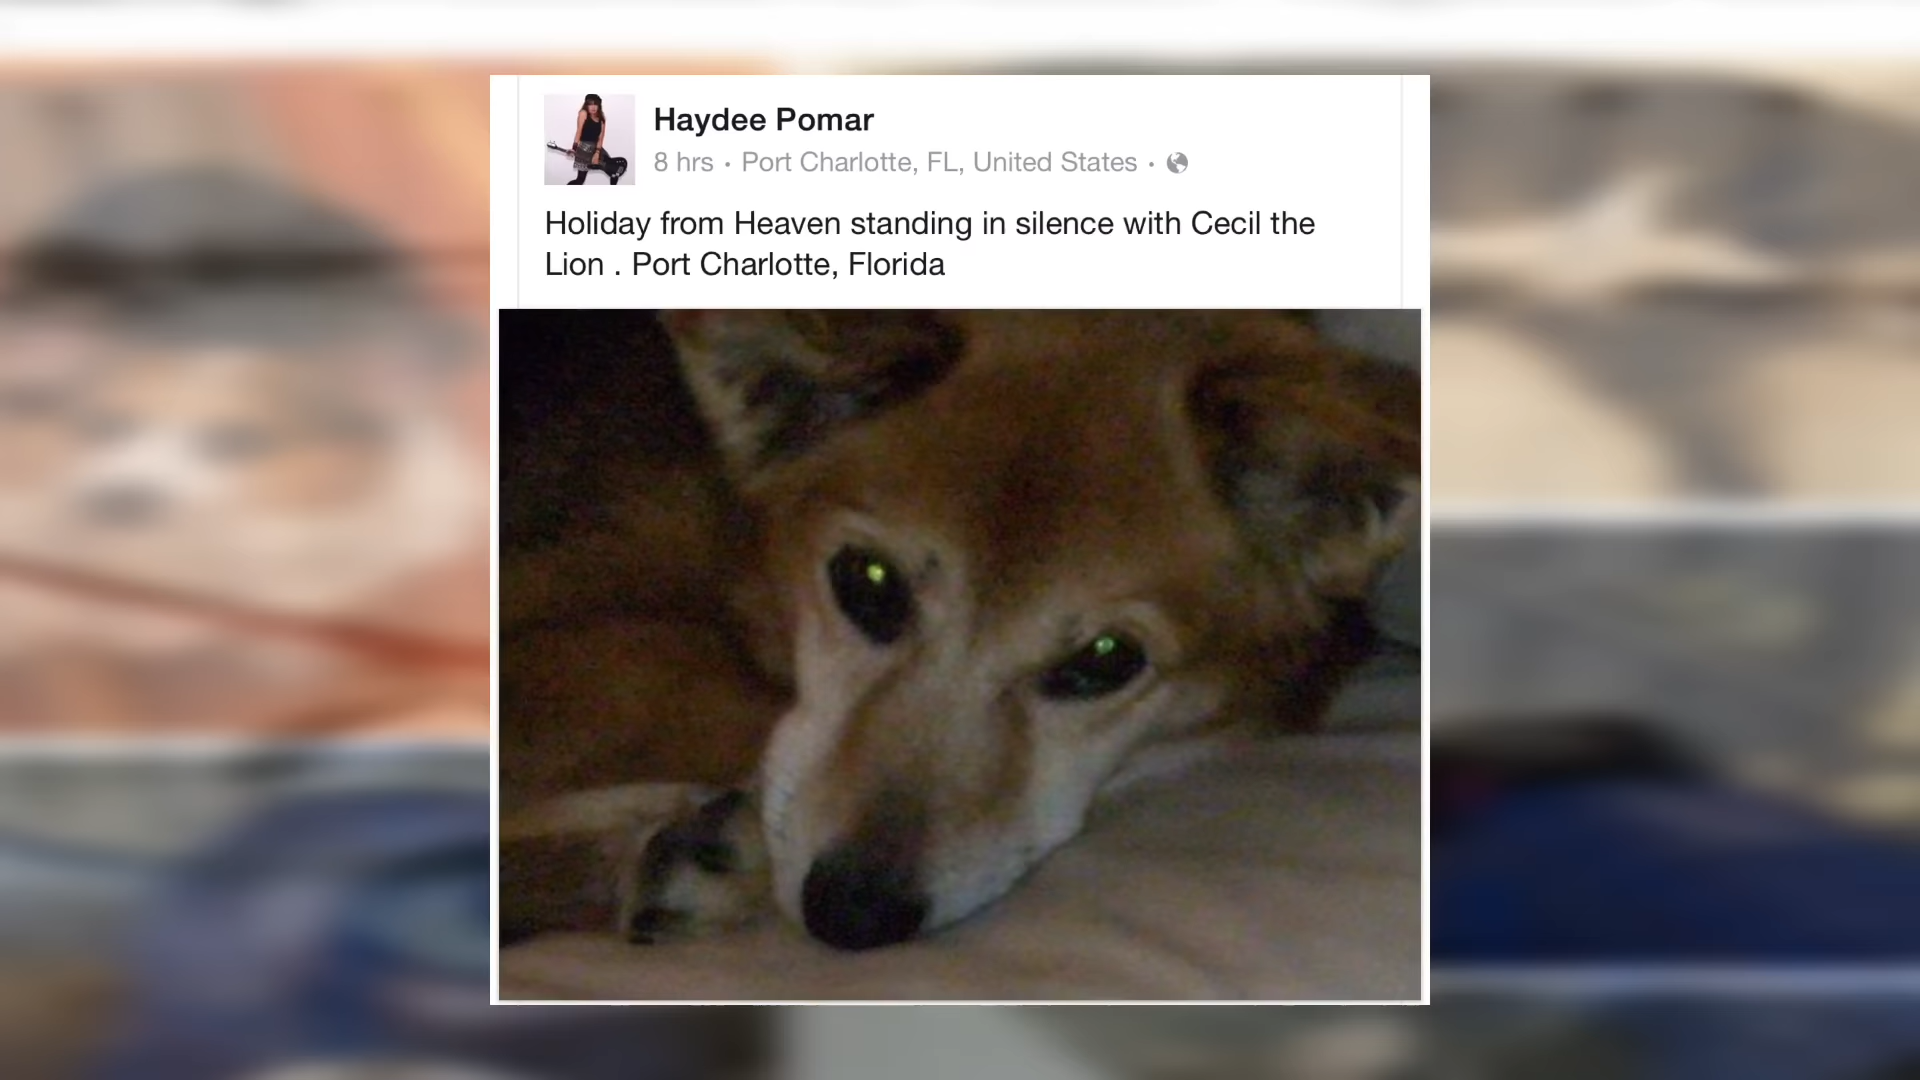 Haydee Pomar
8 hrs · Port Charlotte, FL, United States ·
Holiday from Heaven standing in silence with Cecil the
Lion . Port Charlotte, Florida